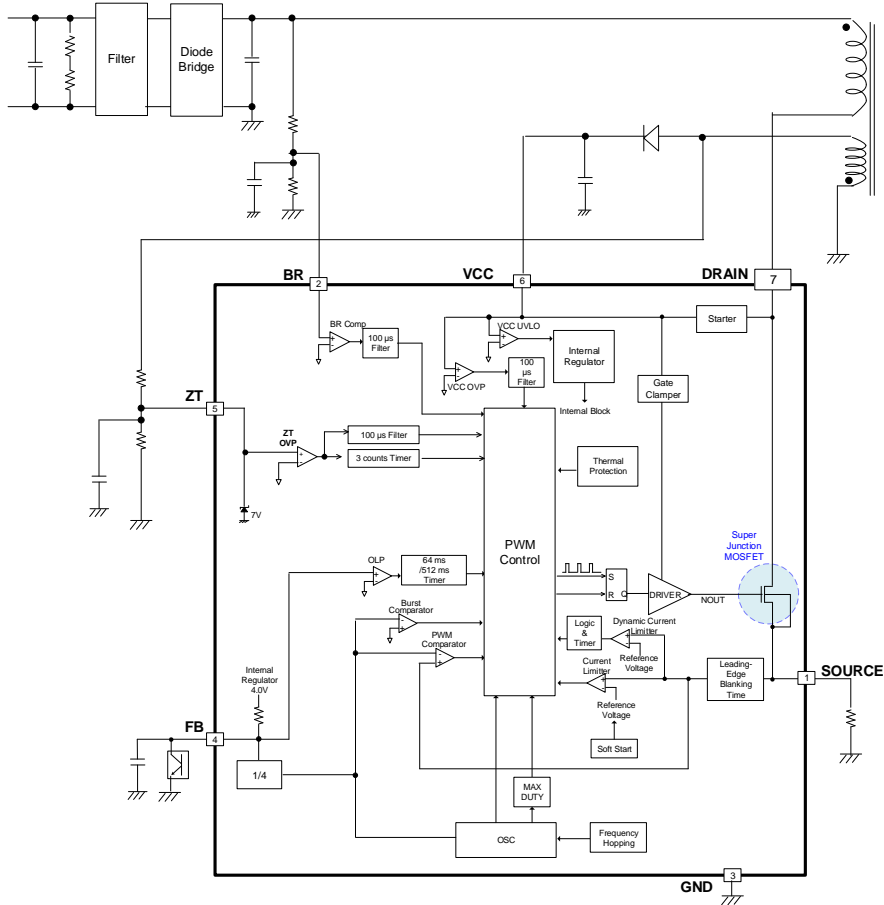 Filter
Diode
Bridge
BR
VCC
DRAIN
2
6
7
Starter
BR Comp
100 µs
Filter
VCC UVLO
Internal
Regulator
VCC OVP
100
µs
Filter
Internal Block
Gate
Clamper
ZT
5
ZT
OVP
100 µs Filter
3 counts Timer
7V
Thermal
Protection
PWM
Control
Super
Junction
MOSFET
OLP
64 ms
/512 ms
Timer
S
R
Q
DRIVER
NOUT
Burst Comparator
PWM
Comparator
Logic
&
Timer
Dynamic Current
Limitter
Reference
Voltage
Current
Limitter
Reference
Voltage
Leading-
Edge
Blanking
Time
SOURCE
1
Internal
Regulator
4.0V
FB
4
1/4
Soft Start
MAX
DUTY
OSC
Frequency
Hopping
3
GND